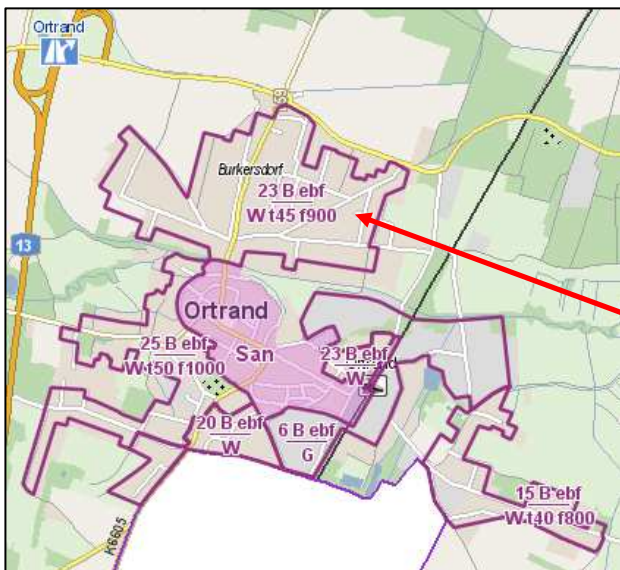 Ortrand
Burkersdorf
23 B ebf
W t45 f900
13
Ortrand
San
25 B ebf
W t50 f1000
23 B ebf
W
20 B ebf
W
6 B ebf
G
15 B ebf
W t40 f800
K6605